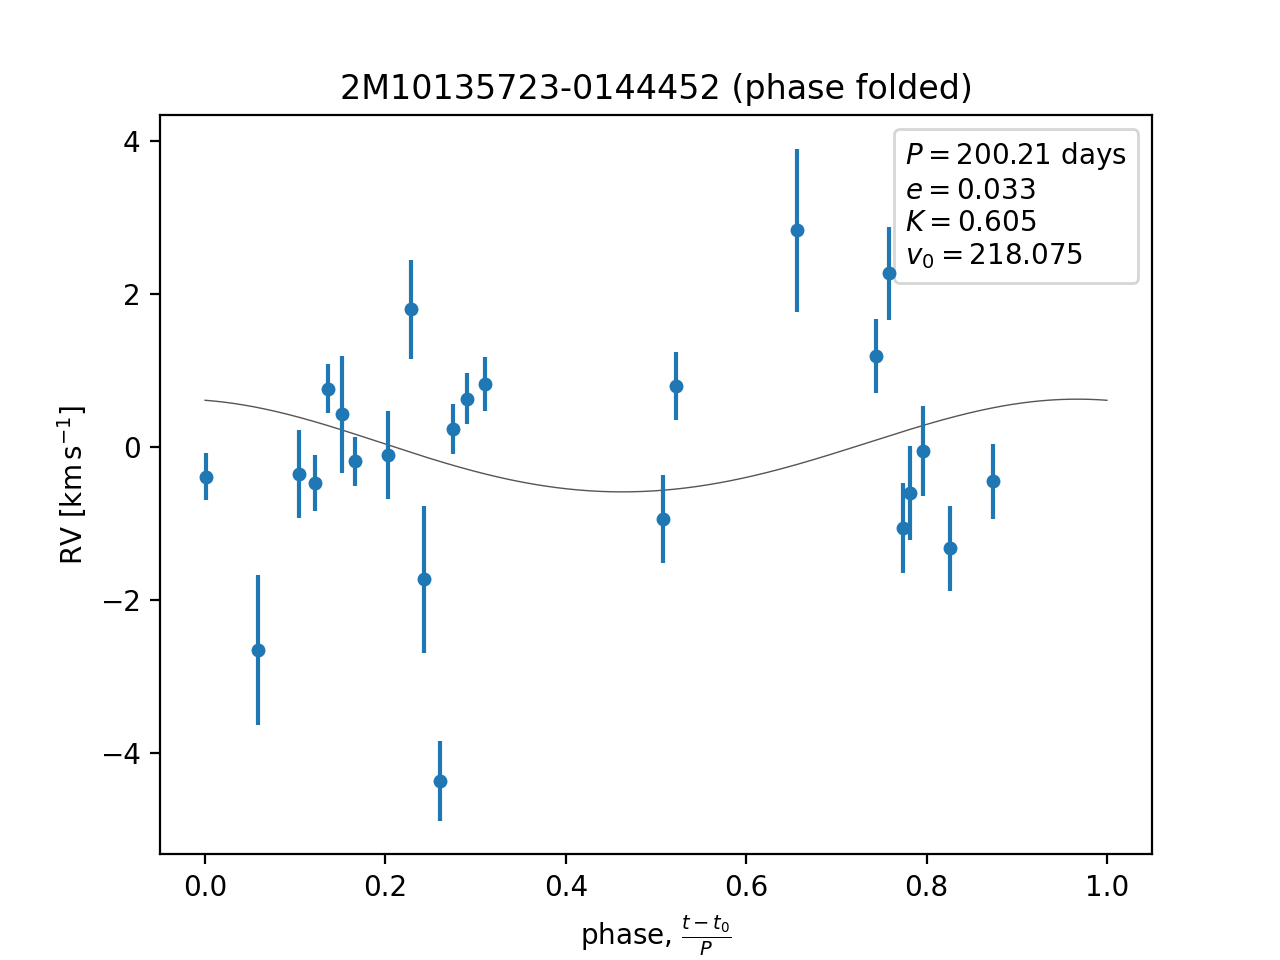 2M10135723-0144452 (phase folded)
P = 200.21 days
e = 0.033
K = 0.605
v₀ = 218.075
4
2
0
−2
−4
RV [km s⁻¹]
0.0 0.2 0.4 0.6 0.8 1.0
phase, (t − t₀)/P